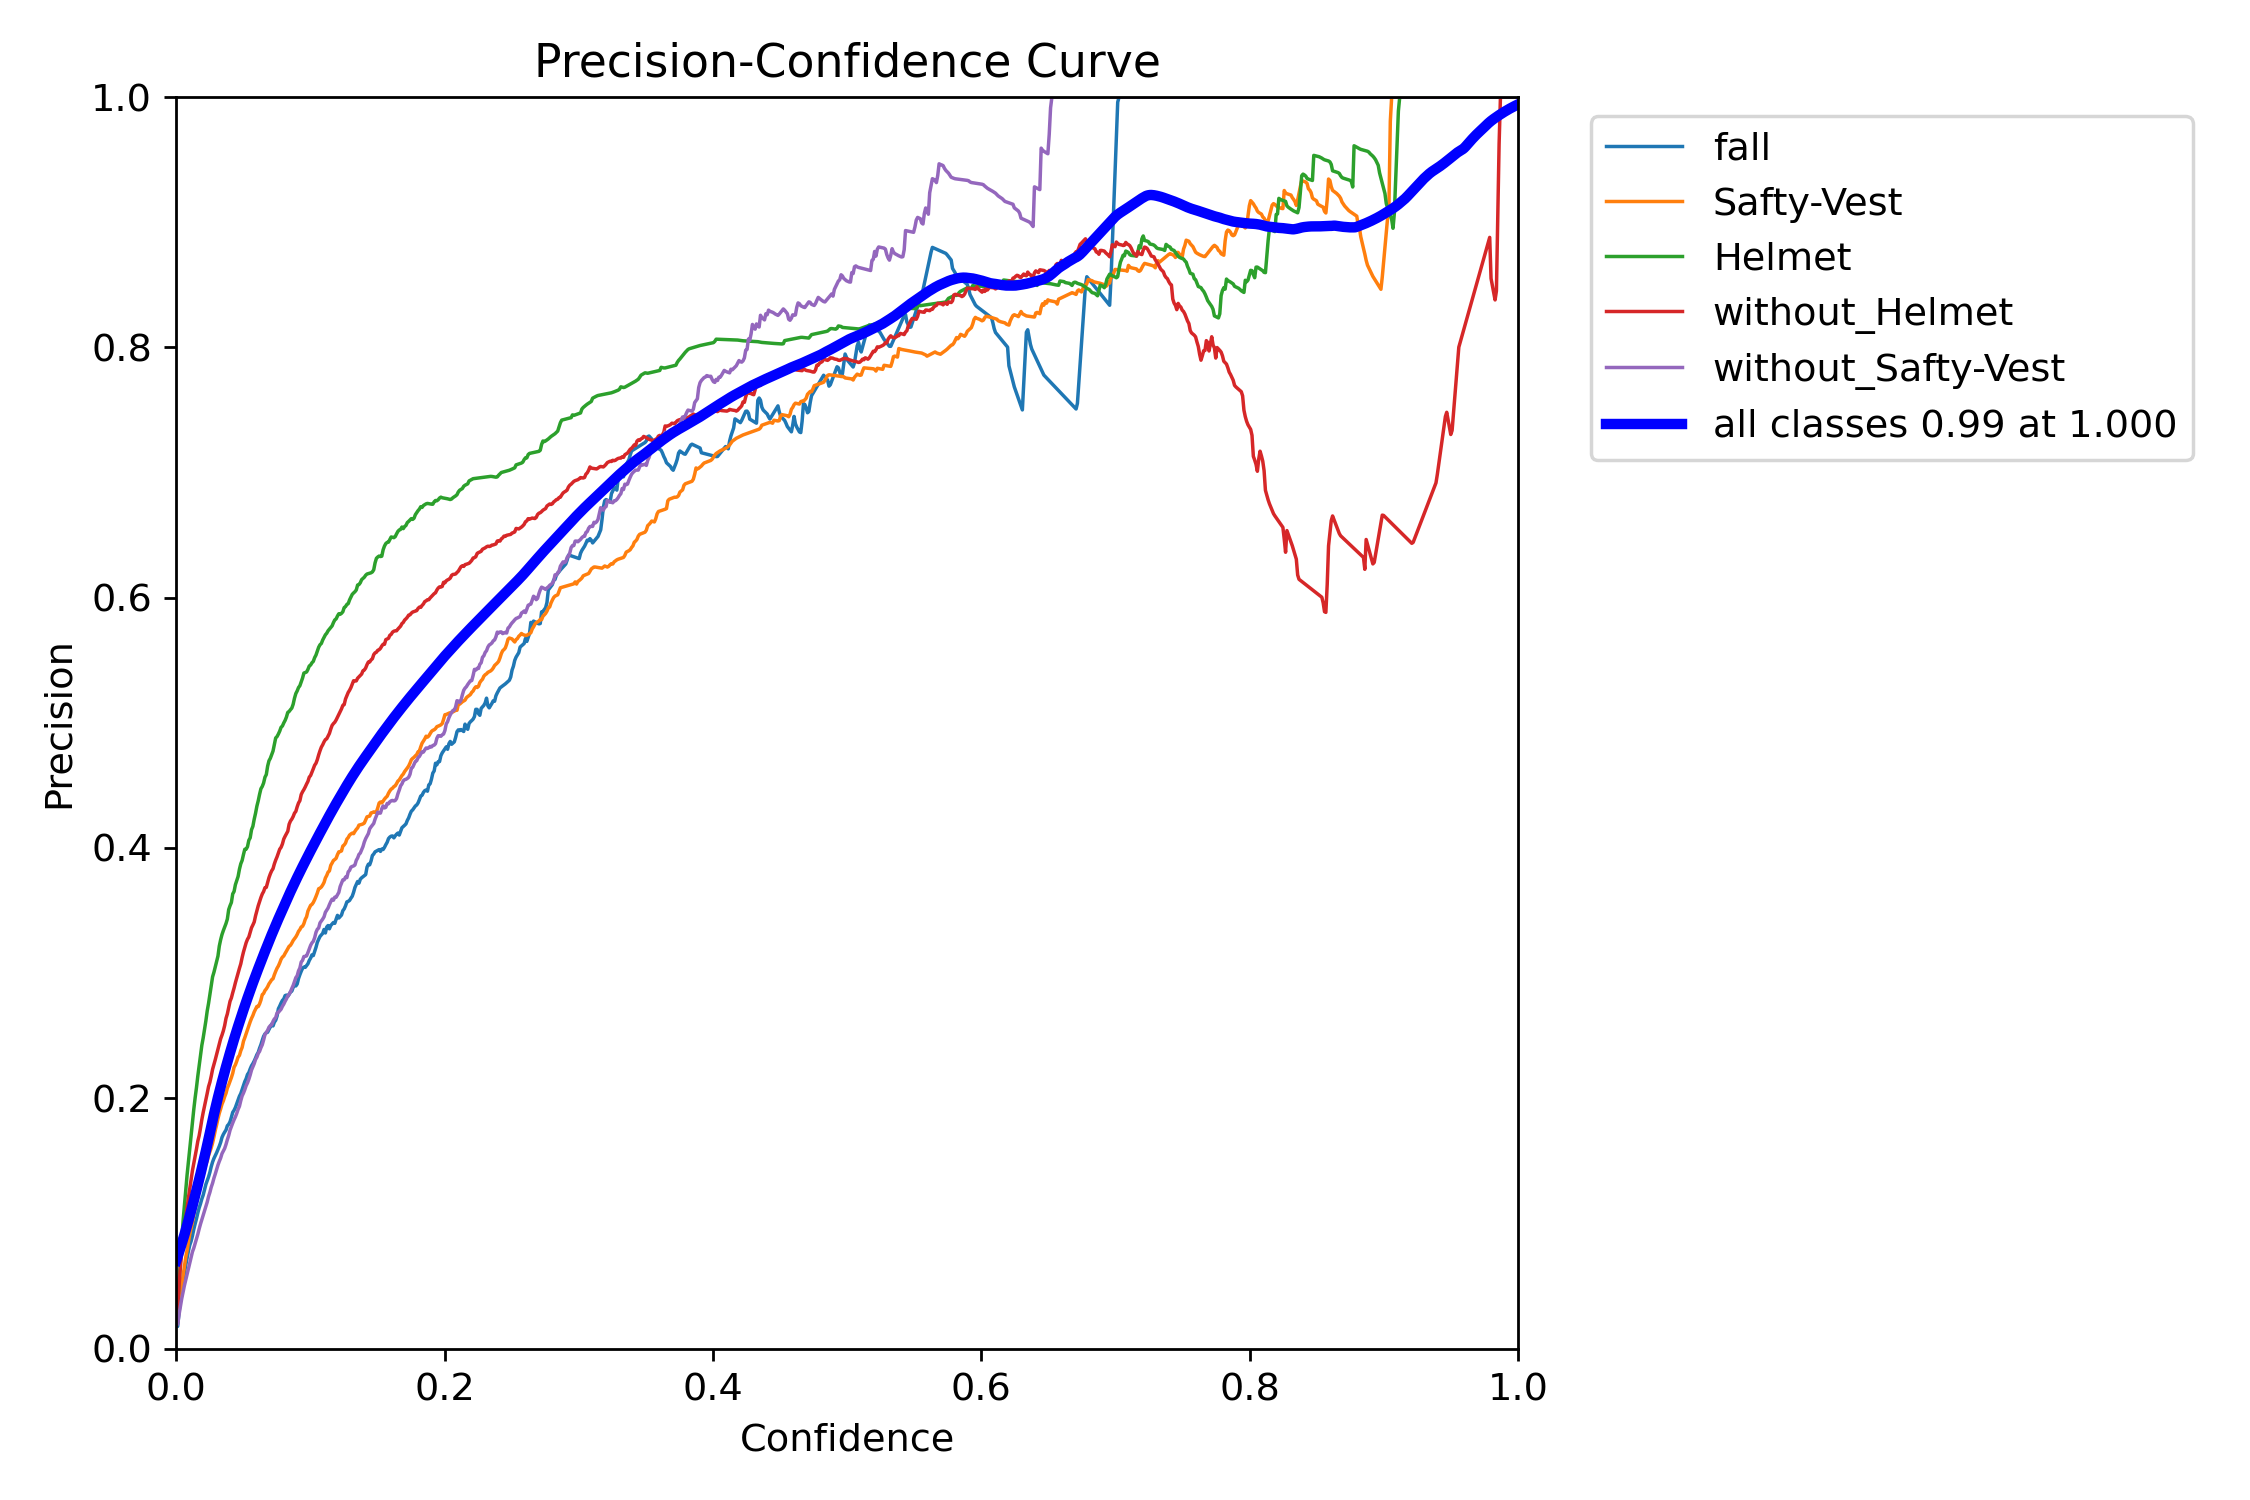 Precision-Confidence Curve
1.0
0.8
0.6
0.4
0.2
0.0
Precision
0.0 0.2 0.4 0.6 0.8 1.0
Confidence
fall
Safty-Vest
Helmet
without_Helmet
without_Safty-Vest
all classes 0.99 at 1.000